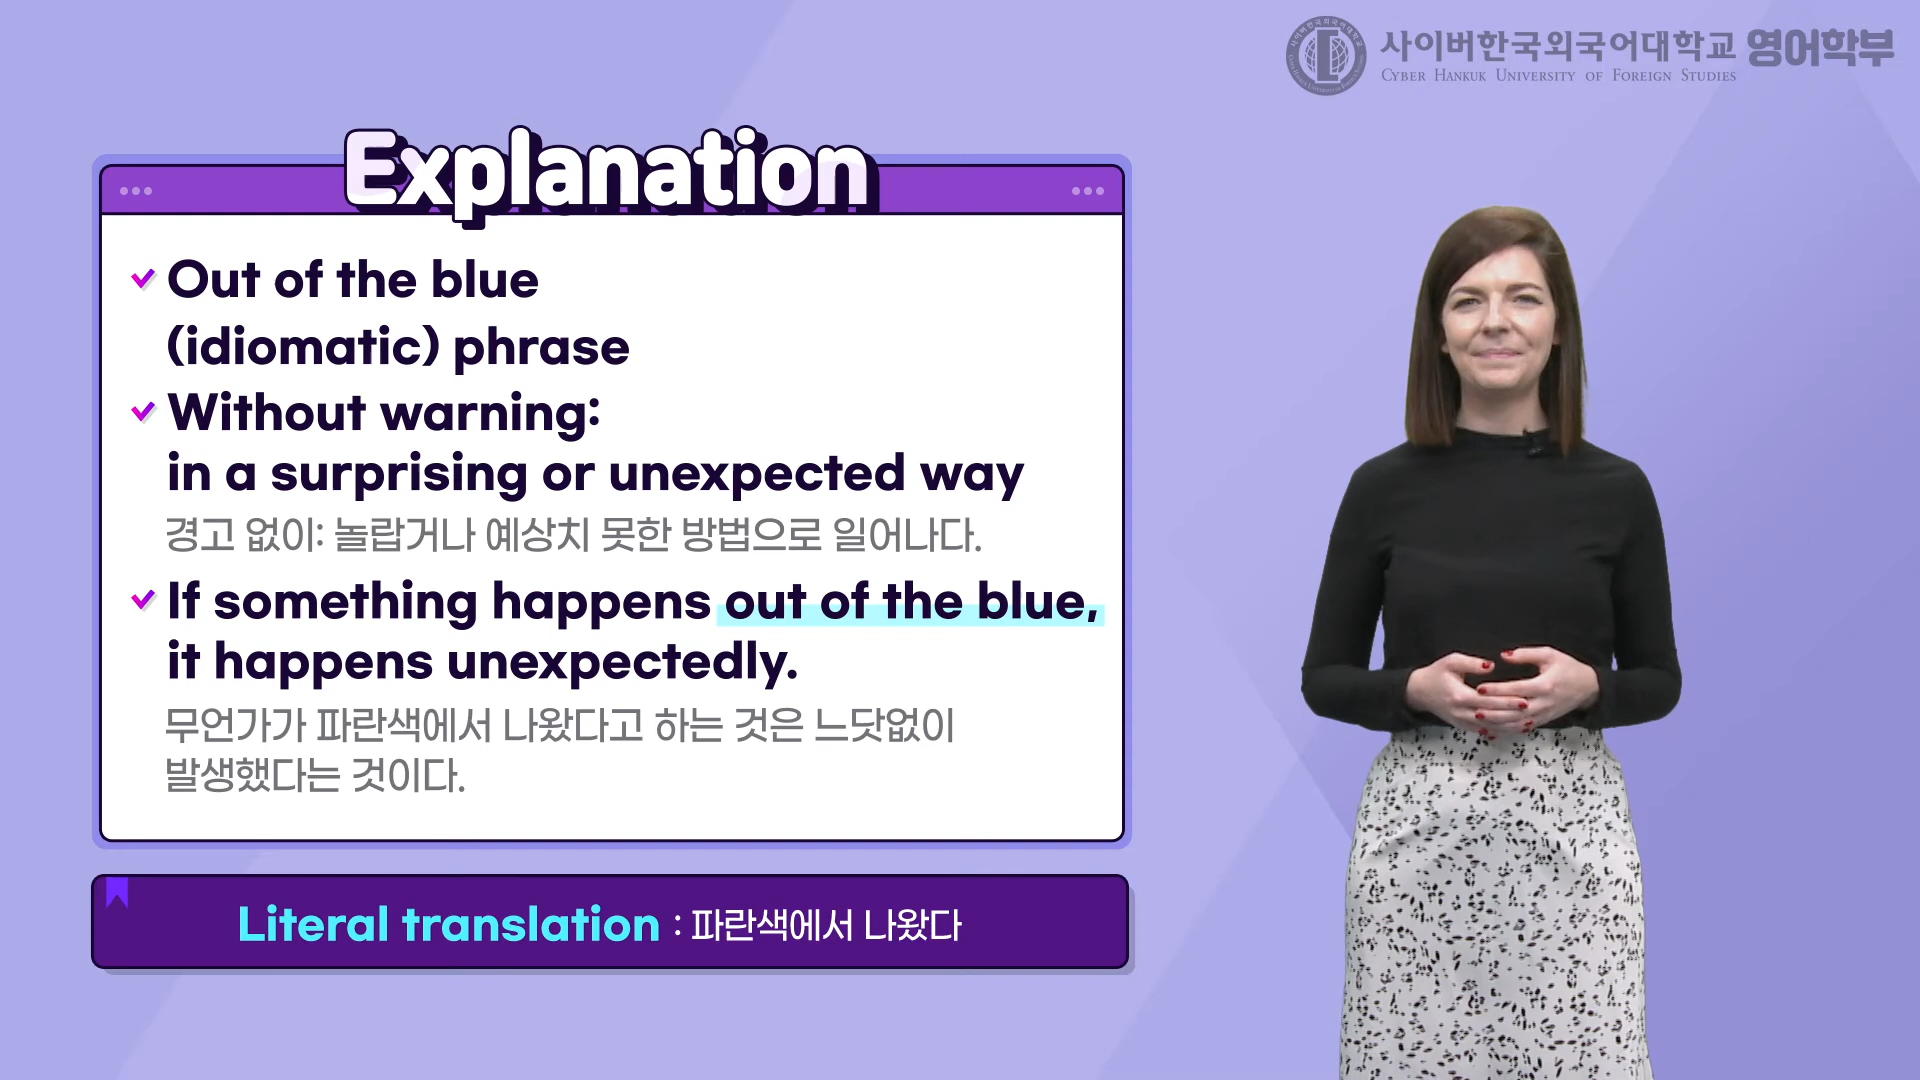 사이버한국외국어대학교 영어학부
CYBER HANKUK UNIVERSITY OF FOREIGN STUDIES
Explanation
Out of the blue
(idiomatic) phrase
Without warning:
in a surprising or unexpected way
경고 없이: 놀랍거나 예상치 못한 방법으로 일어나다.
If something happens out of the blue,
it happens unexpectedly.
무언가가 파란색에서 나왔다고 하는 것은 느닷없이
발생했다는 것이다.
Literal translation : 파란색에서 나왔다